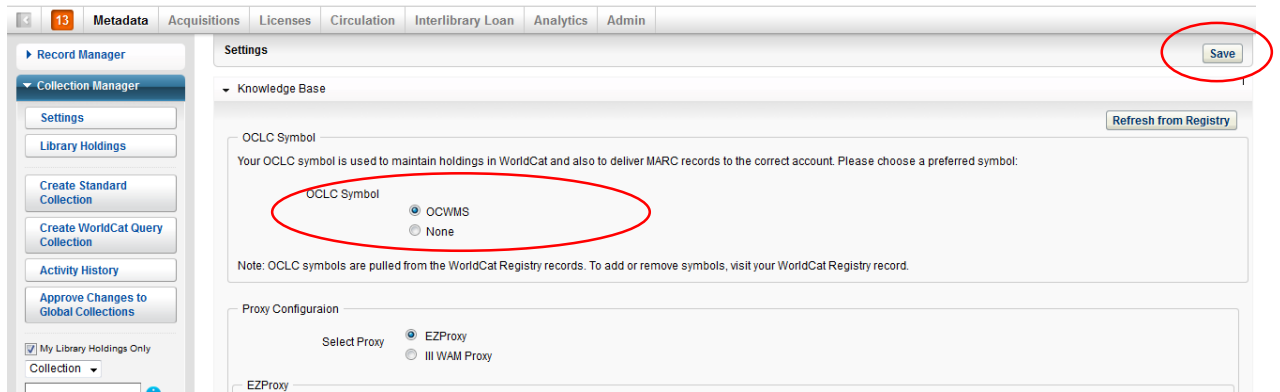 13 Metadata Acquisitions Licenses Circulation Interlibrary Loan Analytics Admin
Record Manager
Collection Manager
Settings
Library Holdings
Create Standard
Collection
Create WorldCat Query
Collection
Activity History
Approve Changes to
Global Collections
My Library Holdings Only
Collection
Settings
Save
Knowledge Base
Refresh from Registry
OCLC Symbol
Your OCLC symbol is used to maintain holdings in WorldCat and also to deliver MARC records to the correct account. Please choose a preferred symbol:
OCLC Symbol
OCWMS
None
Note: OCLC symbols are pulled from the WorldCat Registry records. To add or remove symbols, visit your WorldCat Registry record.
Proxy Configuraion
Select Proxy
EZProxy
III WAM Proxy
EZProxy